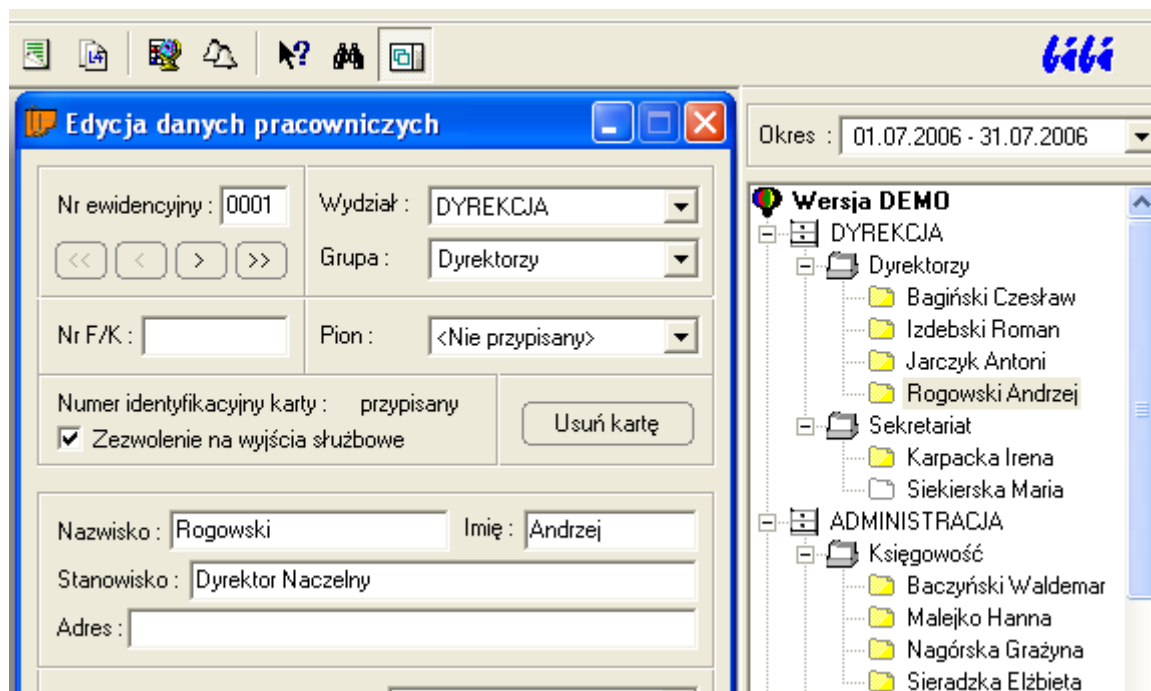 L4
?
bibi
Edycja danych pracowniczych
Nr ewidencyjny : 0001
Wydział : DYREKCJA
<< < > >>
Grupa : Dyrektorzy
Nr F/K :
Pion : <Nie przypisany>
Numer identyfikacyjny karty : przypisany
Zezwolenie na wyjścia służbowe
Usuń kartę
Nazwisko : Rogowski
Imię : Andrzej
Stanowisko : Dyrektor Naczelny
Adres :
Okres : 01.07.2006 - 31.07.2006
Wersja DEMO
DYREKCJA
Dyrektorzy
Bagiński Czesław
Izdebski Roman
Jarczyk Antoni
Rogowski Andrzej
Sekretariat
Karpacka Irena
Siekierska Maria
ADMINISTRACJA
Księgowość
Baczyński Waldemar
Malejko Hanna
Nagórska Grażyna
Sieradzka Elżbieta